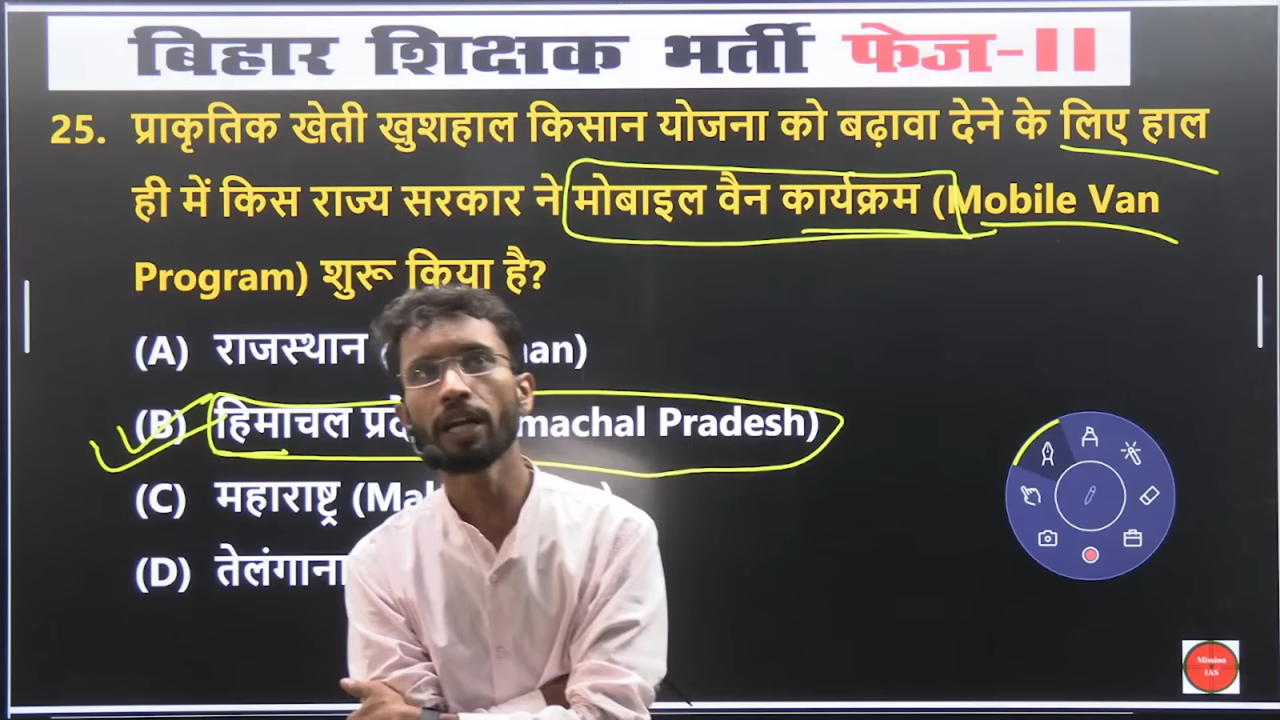 बिहार शिक्षक भर्ती फेज-II
25. प्राकृतिक खेती खुशहाल किसान योजना को बढ़ावा देने के लिए हाल
ही में किस राज्य सरकार ने मोबाइल वैन कार्यक्रम (Mobile Van
Program) शुरू किया है?
(A) राजस्थान
(B) हिमाचल Pradesh)
(C) महाराष्ट्र
(D) तेलंगाना
Mission
IAS